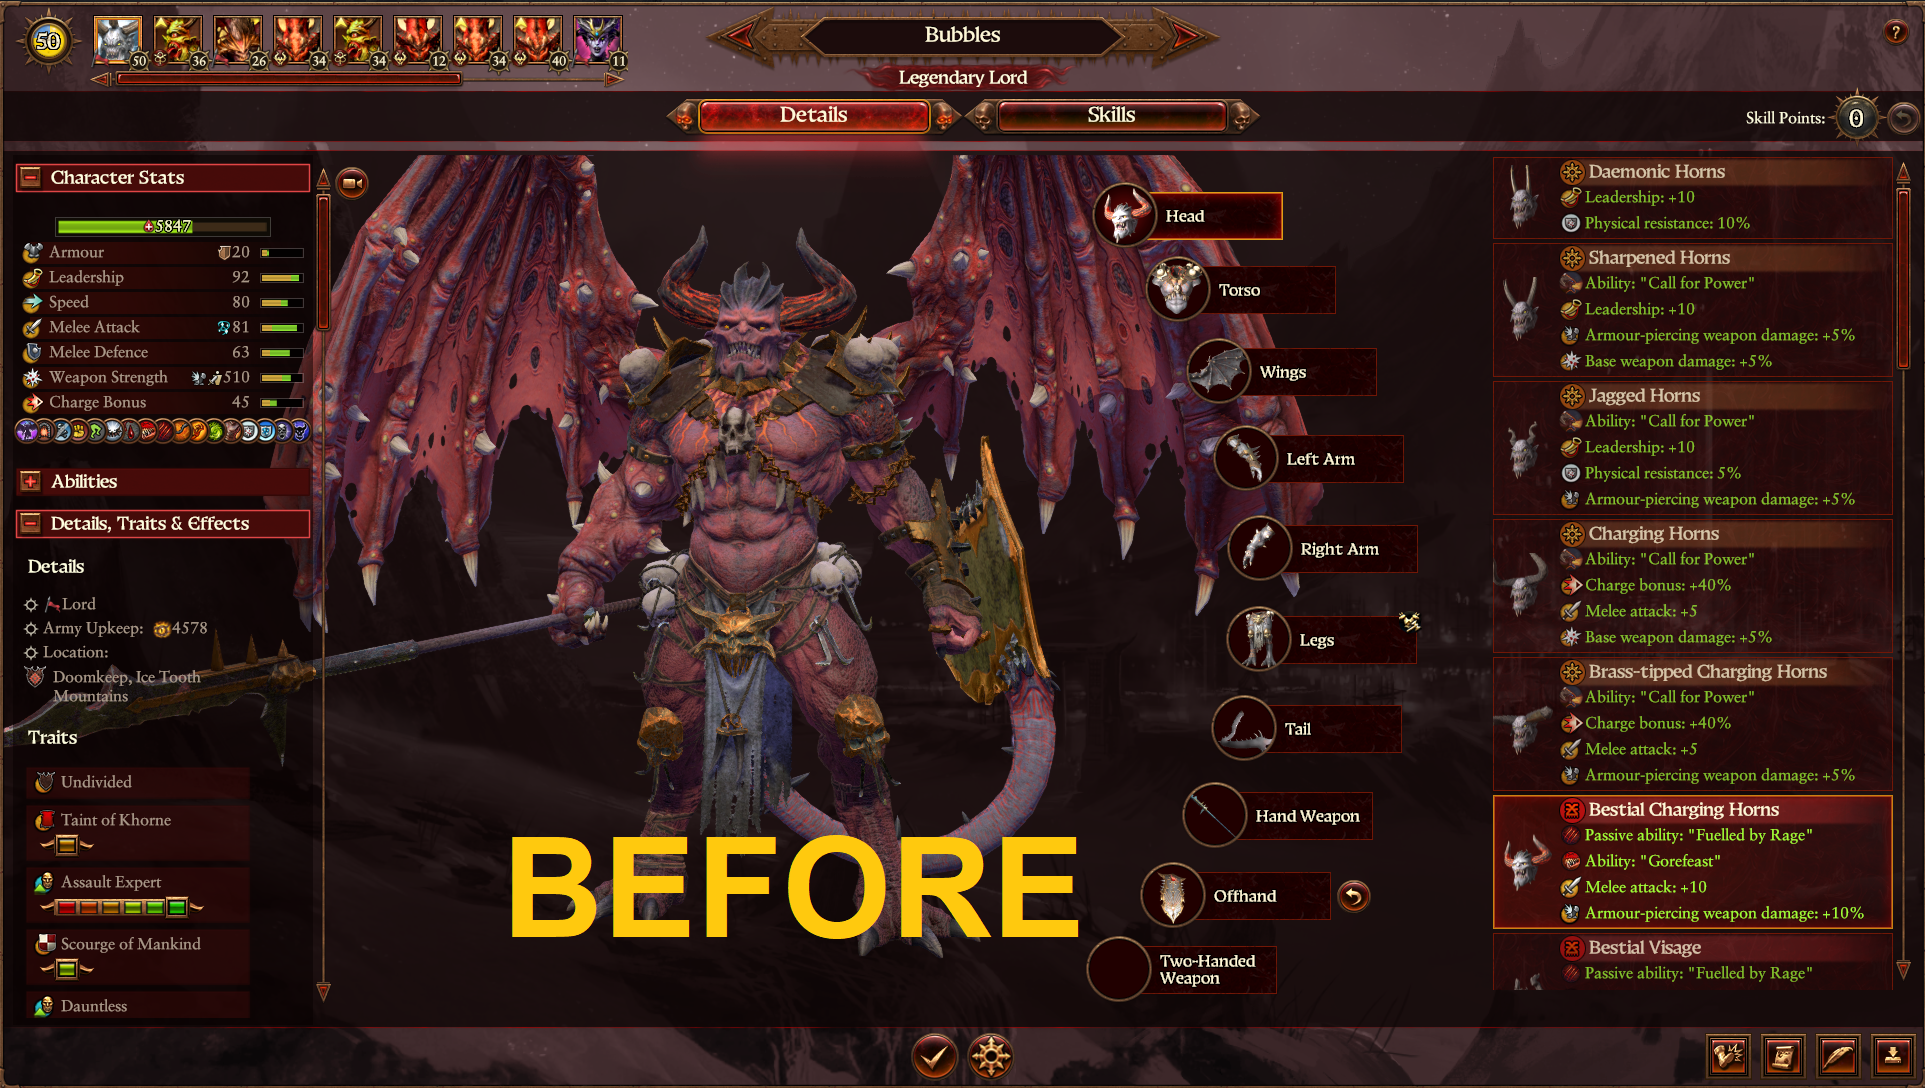 50
50
36
26
34
34
12
34
40
11
Bubbles
?
Legendary Lord
Details
Skills
Skill Points:
0
Character Stats
5847
Armour
20
Leadership
92
Speed
80
Melee Attack
81
Melee Defence
63
Weapon Strength
510
Charge Bonus
45
Abilities
Details, Traits & Effects
Details
Lord
Army Upkeep: 4578
Location:
Doomkeep, Ice Tooth
Mountains
Traits
Undivided
Taint of Khorne
Assault Expert
Scourge of Mankind
Dauntless
BEFORE
Head
Torso
Wings
Left Arm
Right Arm
Legs
Tail
Hand Weapon
Offhand
Two-Handed
Weapon
Daemonic Horns
Leadership: +10
Physical resistance: 10%
Sharpened Horns
Ability: "Call for Power"
Leadership: +10
Armour-piercing weapon damage: +5%
Base weapon damage: +5%
Jagged Horns
Ability: "Call for Power"
Leadership: +10
Physical resistance: 5%
Armour-piercing weapon damage: +5%
Charging Horns
Ability: "Call for Power"
Charge bonus: +40%
Melee attack: +5
Base weapon damage: +5%
Brass-tipped Charging Horns
Ability: "Call for Power"
Charge bonus: +40%
Melee attack: +5
Armour-piercing weapon damage: +5%
Bestial Charging Horns
Passive ability: "Fuelled by Rage"
Ability: "Gorefeast"
Melee attack: +10
Armour-piercing weapon damage: +10%
Bestial Visage
Passive ability: "Fuelled by Rage"